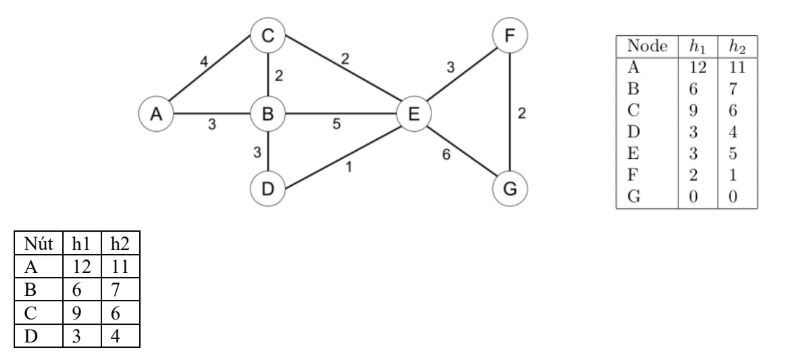 C
F
4
2
3
2
A
B
E
3
5
2
3
6
1
D
G
Node h₁ h₂
A 12 11
B 6 7
C 9 6
D 3 4
E 3 5
F 2 1
G 0 0
Nút h1 h2
A 12 11
B 6 7
C 9 6
D 3 4